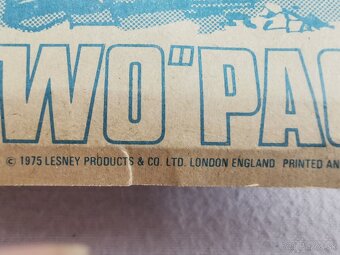 WO"PAC
© 1975 LESNEY PRODUCTS & CO. LTD. LONDON ENGLAND PRINTED AN